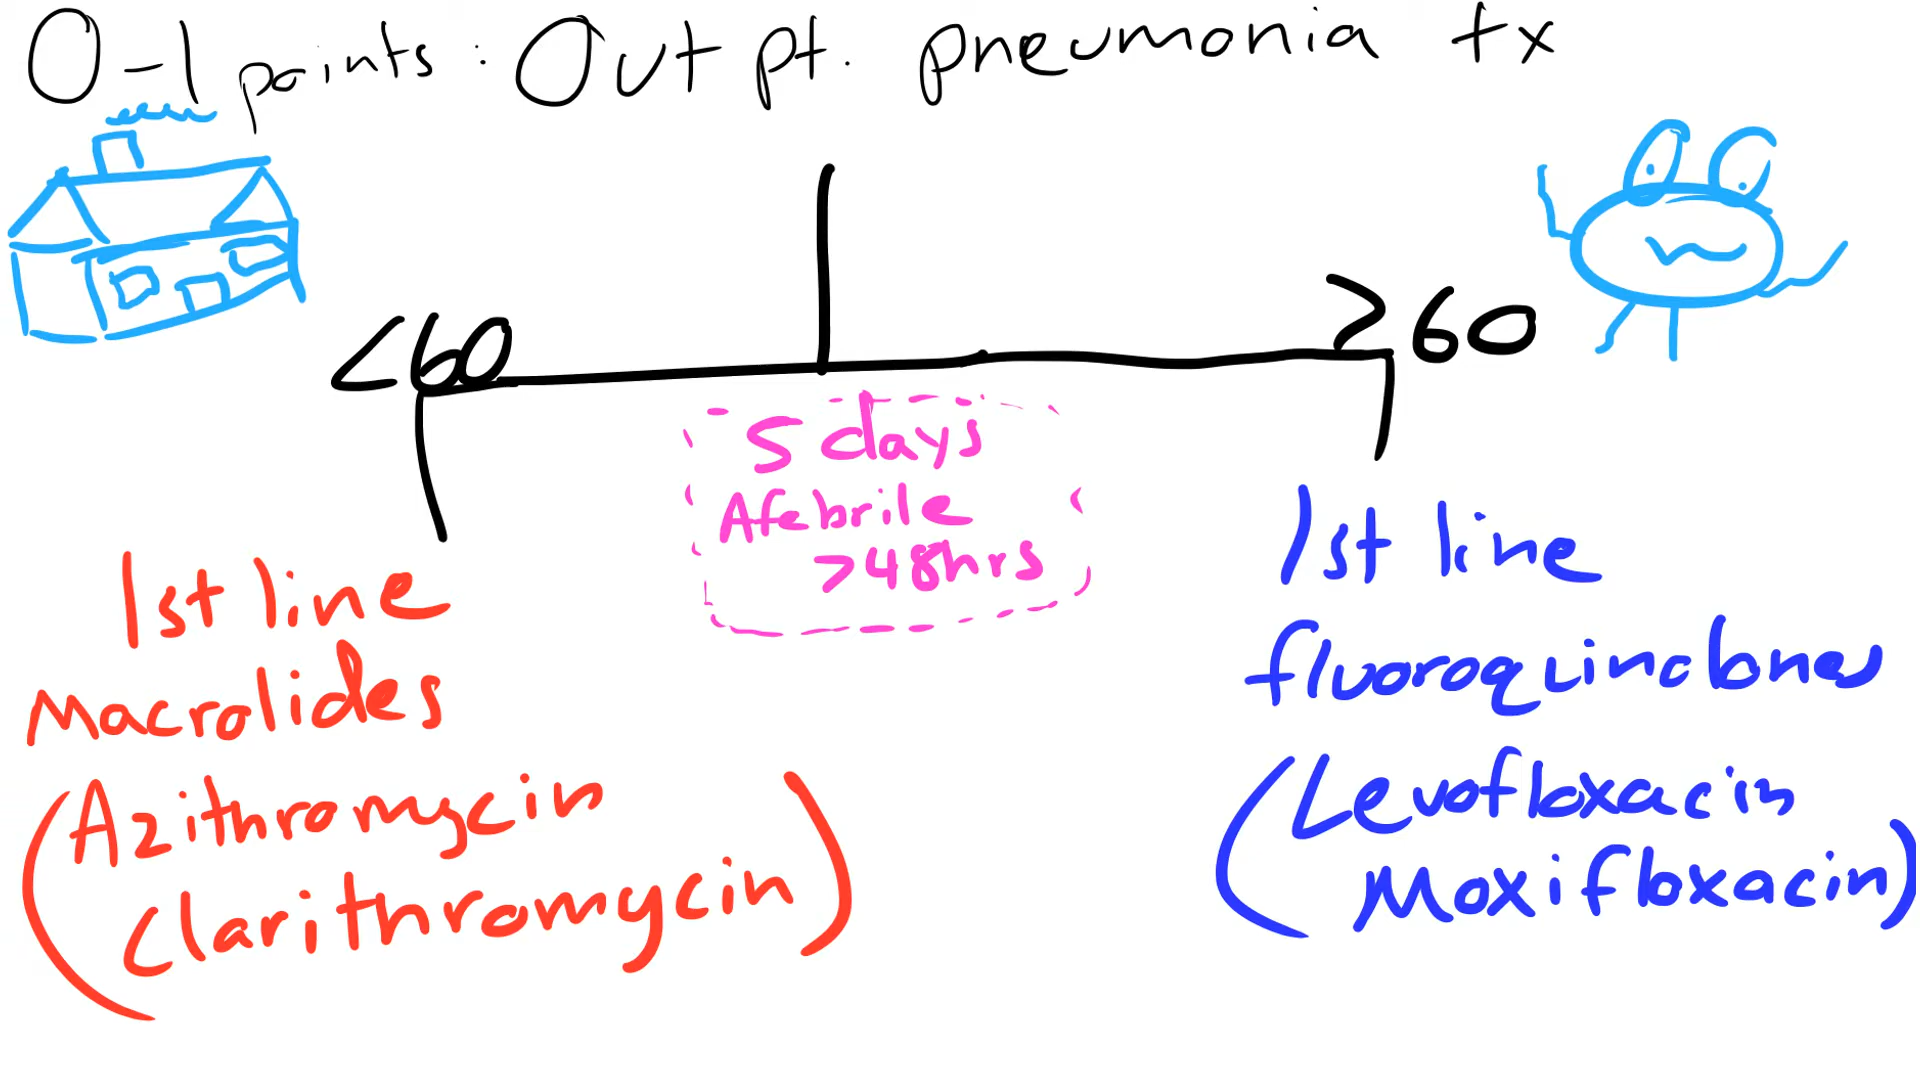 0-1 points: Out pt. pneumonia tx
<60
>60
5 days
Afebrile
>48hrs
1st line
Macrolides
(Azithromycin
clarithromycin)
1st line
fluoroquinolones
(Levofloxacin
Moxifloxacin)